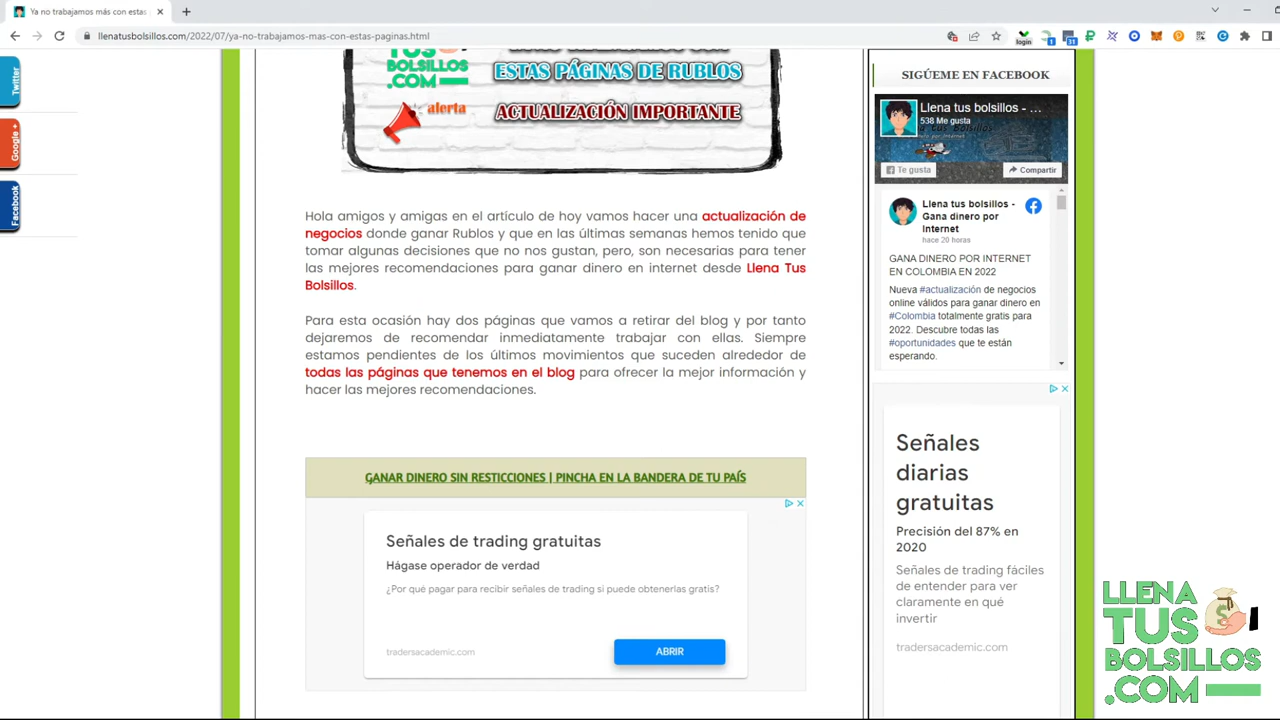 Ya no trabajamos más con estas
llenatusbolsillos.com/2022/07/ya-no-trabajamos-mas-con-estas-paginas.html
login
1
31
Twitter
Google +
Facebook
TUS
BOLSILLOS
.COM
ESTAS PÁGINAS DE RUBLOS
alerta
ACTUALIZACIÓN IMPORTANTE
Hola amigos y amigas en el artículo de hoy vamos hacer una actualización de
negocios donde ganar Rublos y que en las últimas semanas hemos tenido que
tomar algunas decisiones que no nos gustan, pero, son necesarias para tener
las mejores recomendaciones para ganar dinero en internet desde Llena Tus
Bolsillos.
Para esta ocasión hay dos páginas que vamos a retirar del blog y por tanto
dejaremos de recomendar inmediatamente trabajar con ellas. Siempre
estamos pendientes de los últimos movimientos que suceden alrededor de
todas las páginas que tenemos en el blog para ofrecer la mejor información y
hacer las mejores recomendaciones.
GANAR DINERO SIN RESTICCIONES | PINCHA EN LA BANDERA DE TU PAÍS
Señales de trading gratuitas
Hágase operador de verdad
¿Por qué pagar para recibir señales de trading si puede obtenerlas gratis?
tradersacademic.com
ABRIR
SIGÚEME EN FACEBOOK
Llena tus bolsillos - ...
538 Me gusta
Te gusta
Compartir
Llena tus bolsillos -
Gana dinero por
Internet
hace 20 horas
GANA DINERO POR INTERNET
EN COLOMBIA EN 2022
Nueva #actualización de negocios
online válidos para ganar dinero en
#Colombia totalmente gratis para
2022. Descubre todas las
#oportunidades que te están
esperando.
Señales
diarias
gratuitas
Precisión del 87% en
2020
Señales de trading fáciles
de entender para ver
claramente en qué
invertir
tradersacademic.com
LLENA
TUS
BOLSILLOS
.COM